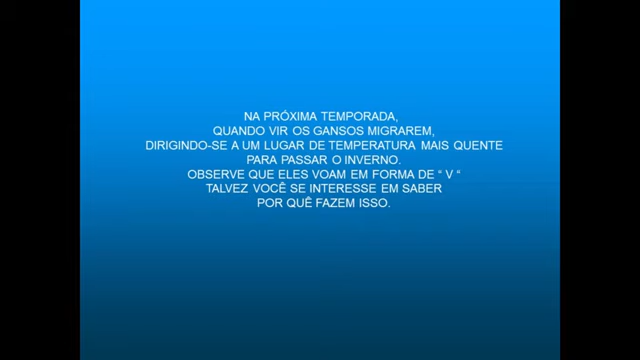 NA PRÓXIMA TEMPORADA,
QUANDO VIR OS GANSOS MIGRAREM,
DIRIGINDO-SE A UM LUGAR DE TEMPERATURA MAIS QUENTE
PARA PASSAR O INVERNO.
OBSERVE QUE ELES VOAM EM FORMA DE “ V “
TALVEZ VOCÊ SE INTERESSE EM SABER
POR QUÊ FAZEM ISSO.